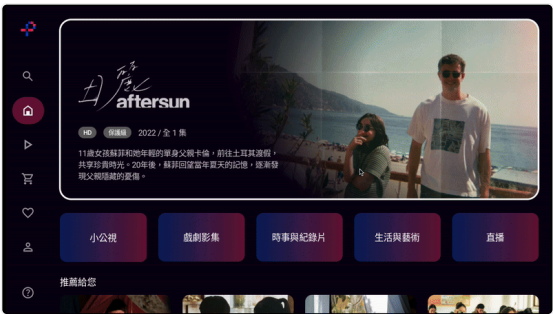 日麗
aftersun
HD 保護級 2022 / 全 1 集
11歲女孩蘇菲和她年輕的單身父親卡倫，前往土耳其渡假，
共享珍貴時光。20年後，蘇菲回望當年夏天的記憶，逐漸發
現父親隱藏的憂傷。
小公視 戲劇影集 時事與紀錄片 生活與藝術 直播
推薦給您